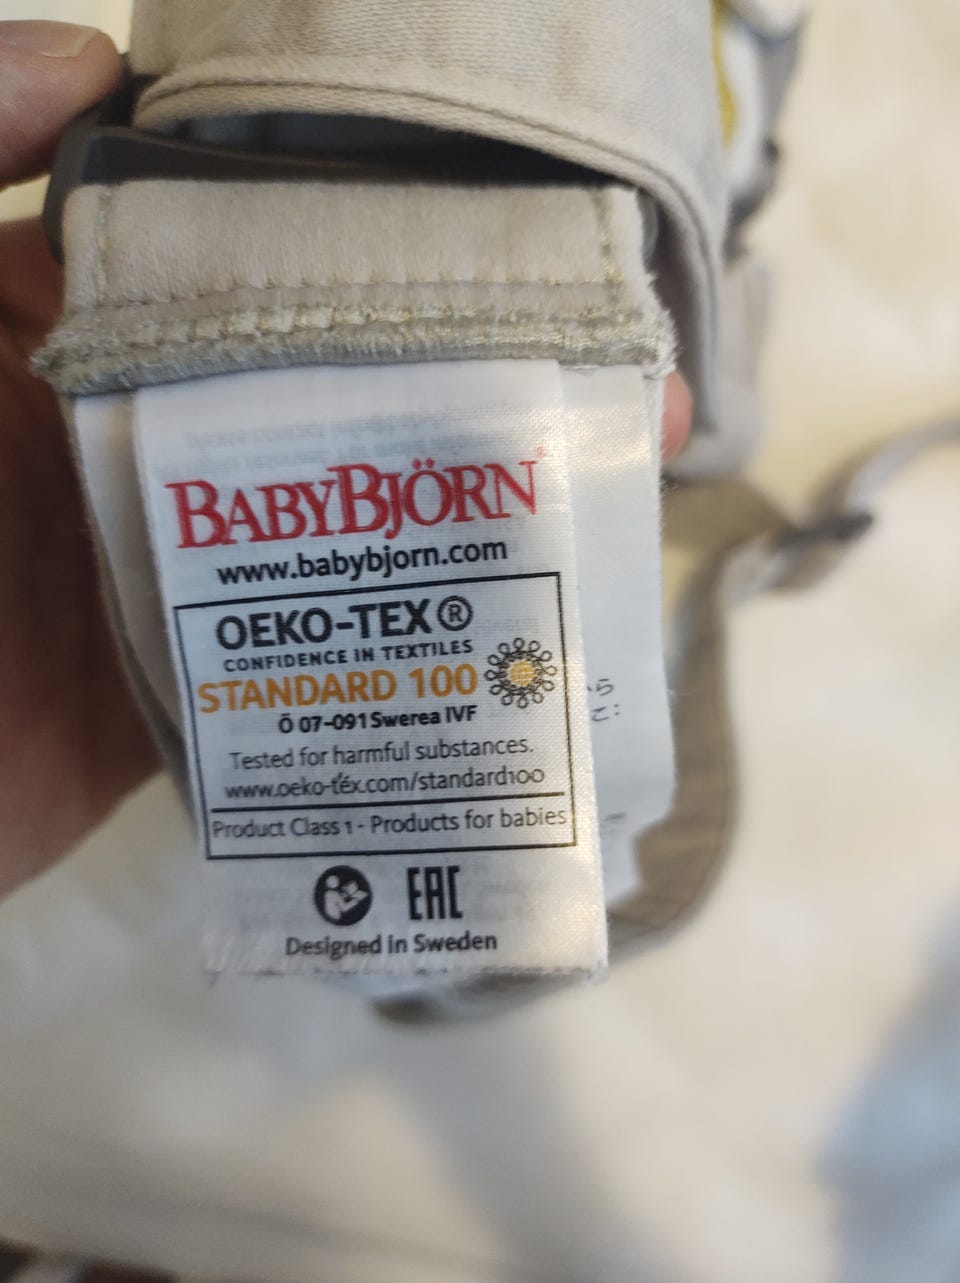 BABYBJÖRN®
www.babybjorn.com
OEKO-TEX®
CONFIDENCE IN TEXTILES
STANDARD 100
Ö 07-091 Swerea IVF
Tested for harmful substances.
www.oeko-tex.com/standard100
Product Class 1 - Products for babies
EAC
Designed in Sweden